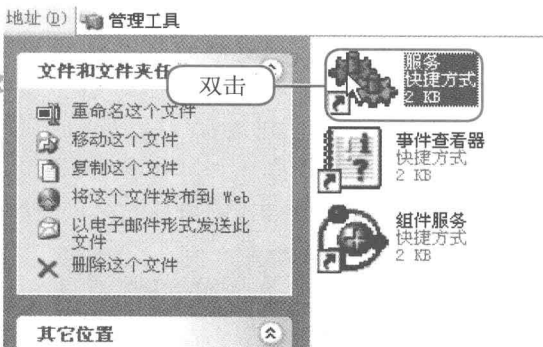 地址(D) 管理工具
文件和文件夹任
双击
重命名这个文件
移动这个文件
复制这个文件
将这个文件发布到 Web
以电子邮件形式发送此
文件
删除这个文件
其它位置
服务
快捷方式
2 KB
事件查看器
快捷方式
2 KB
组件服务
快捷方式
2 KB